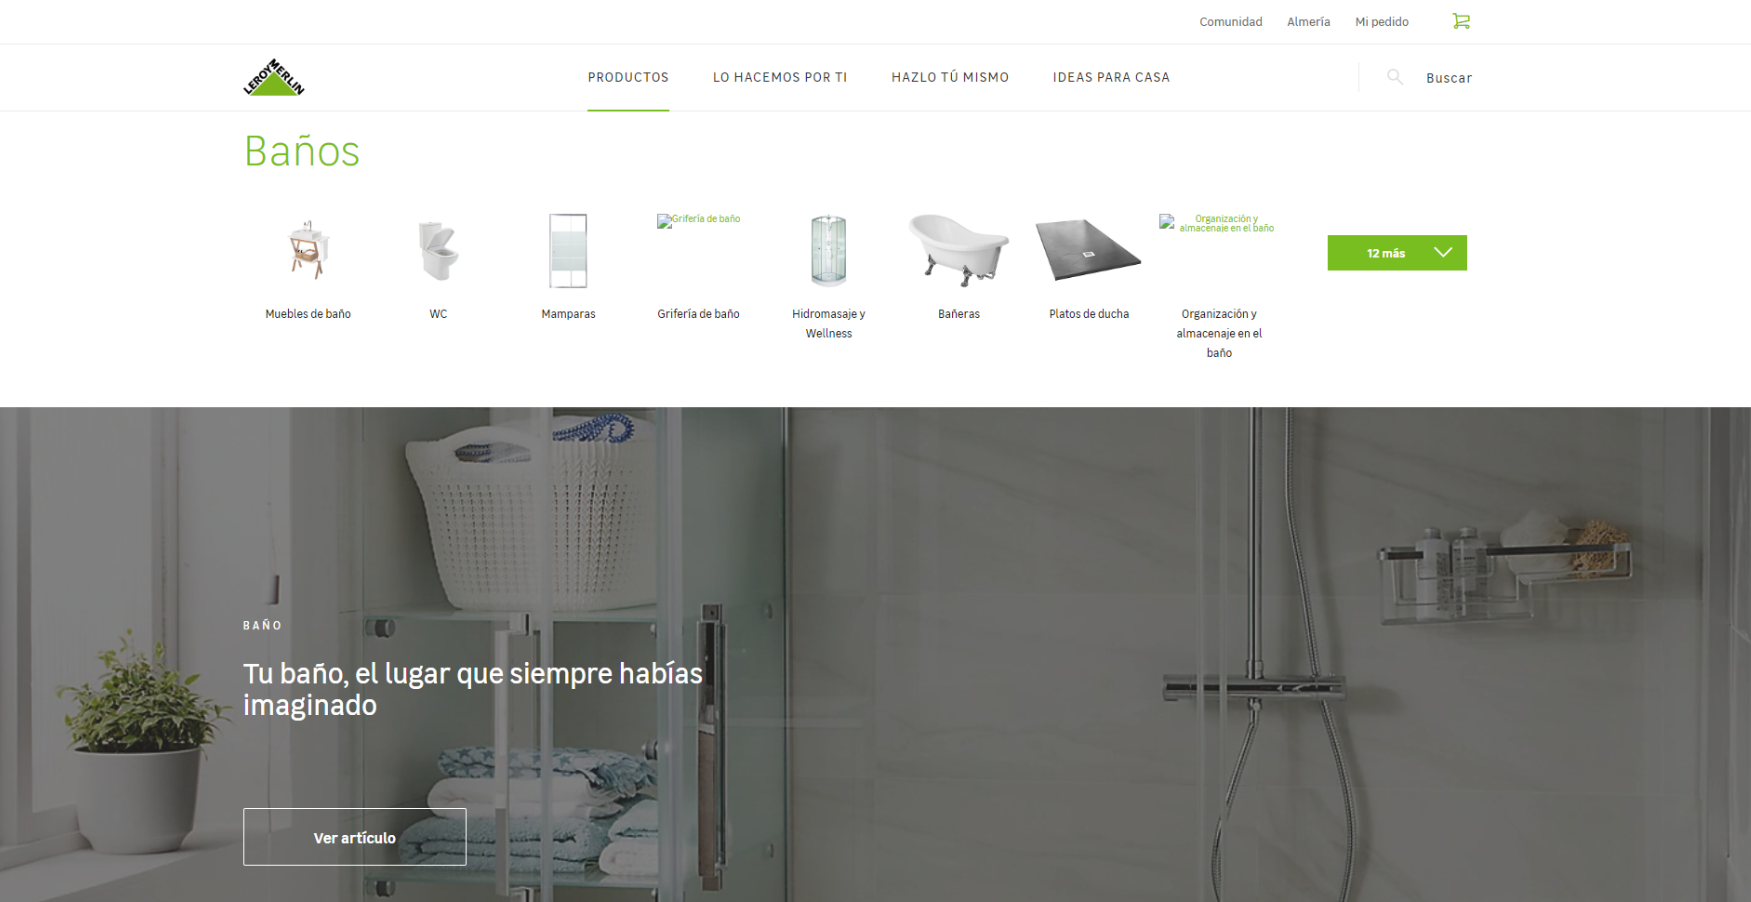 Comunidad Almería Mi pedido
LEROY MERLIN
PRODUCTOS LO HACEMOS POR TI HAZLO TÚ MISMO IDEAS PARA CASA Buscar
Baños
Grifería de baño
Organización y
almacenaje en el baño
12 más
Muebles de baño
WC
Mamparas
Grifería de baño
Hidromasaje y
Wellness
Bañeras
Platos de ducha
Organización y
almacenaje en el
baño
BAÑO
Tu baño, el lugar que siempre habías
imaginado
Ver artículo